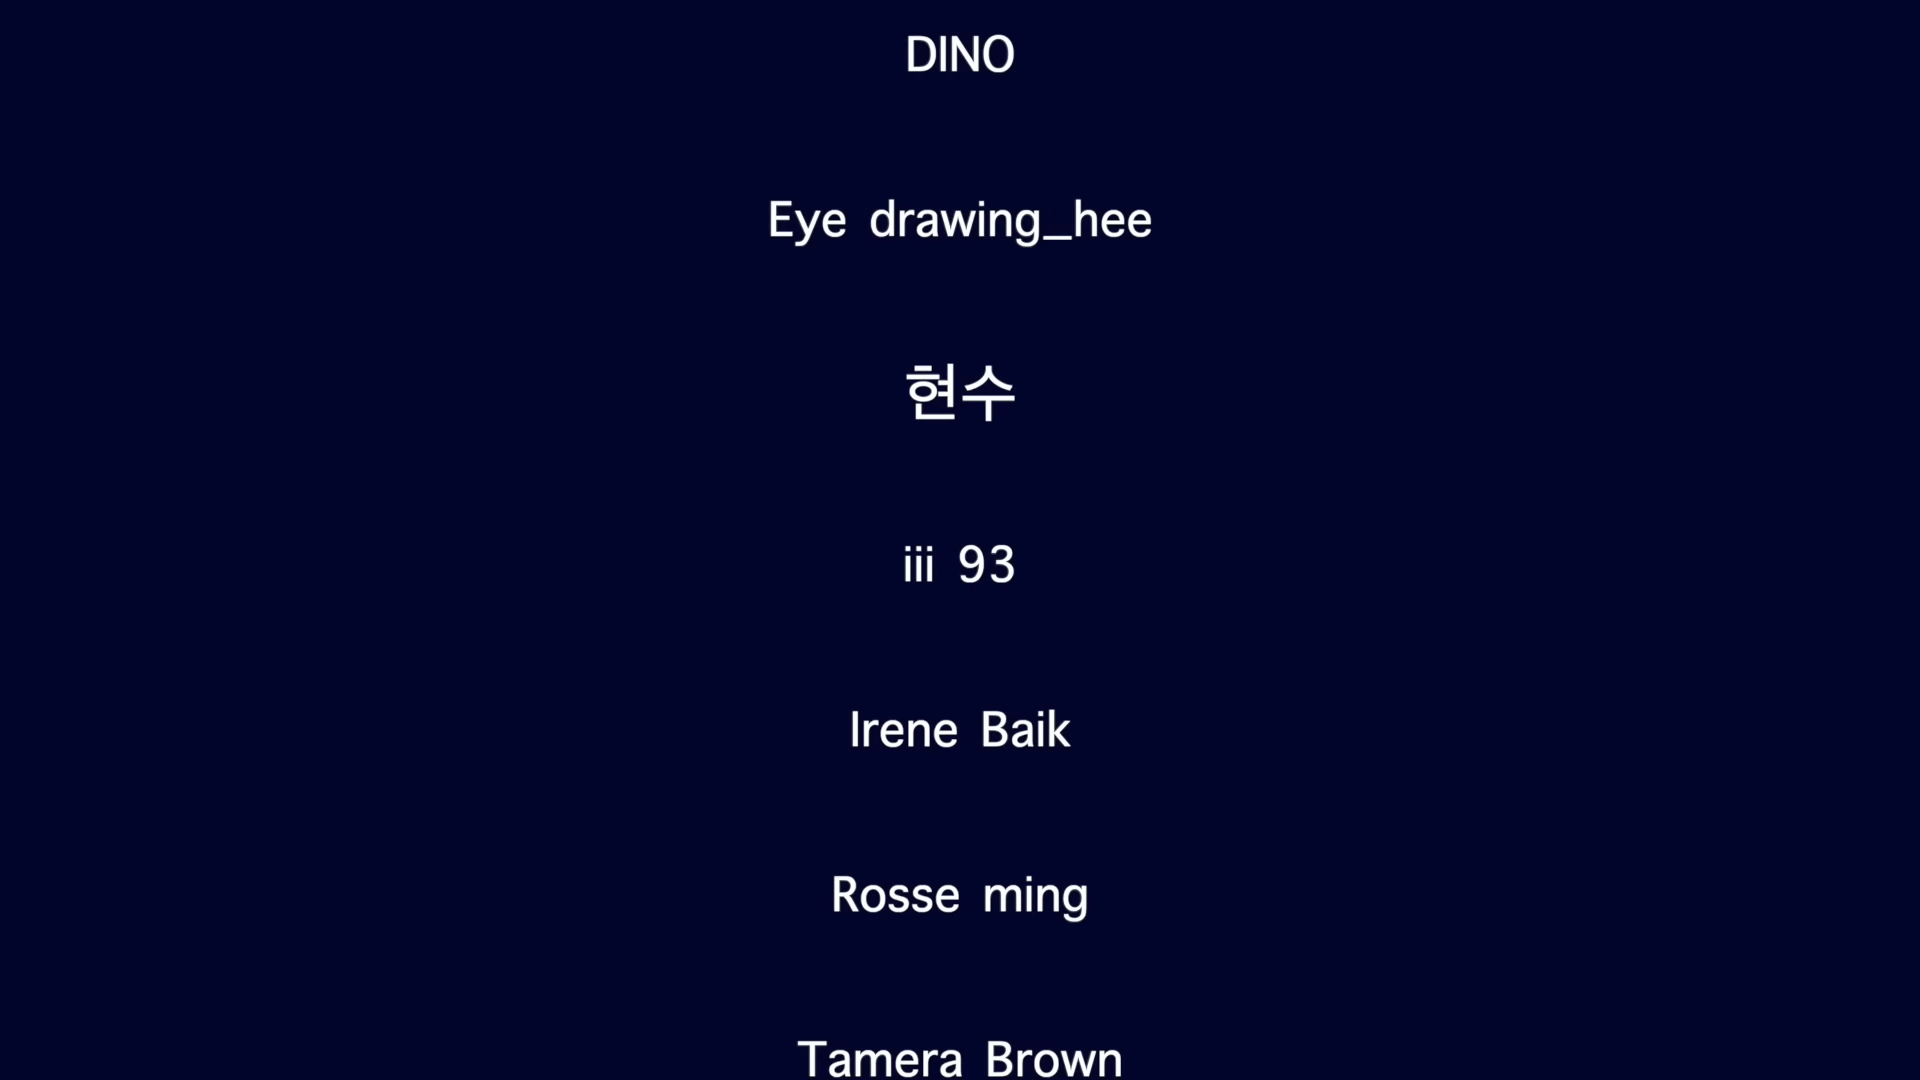 DINO
Eye drawing_hee
현수
iii 93
Irene Baik
Rosse ming
Tamera Brown